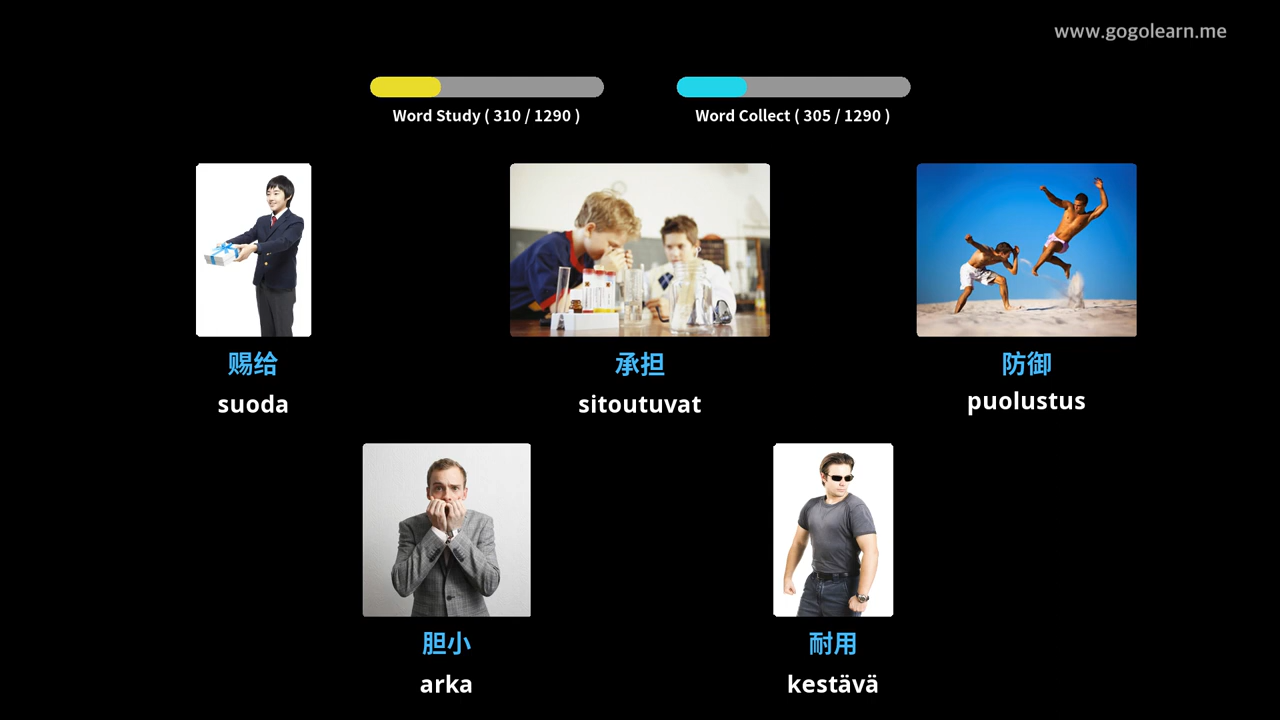 www.gogolearn.me
Word Study ( 310 / 1290 )
Word Collect ( 305 / 1290 )
赐给
suoda
承担
sitoutuvat
防御
puolustus
胆小
arka
耐用
kestävä